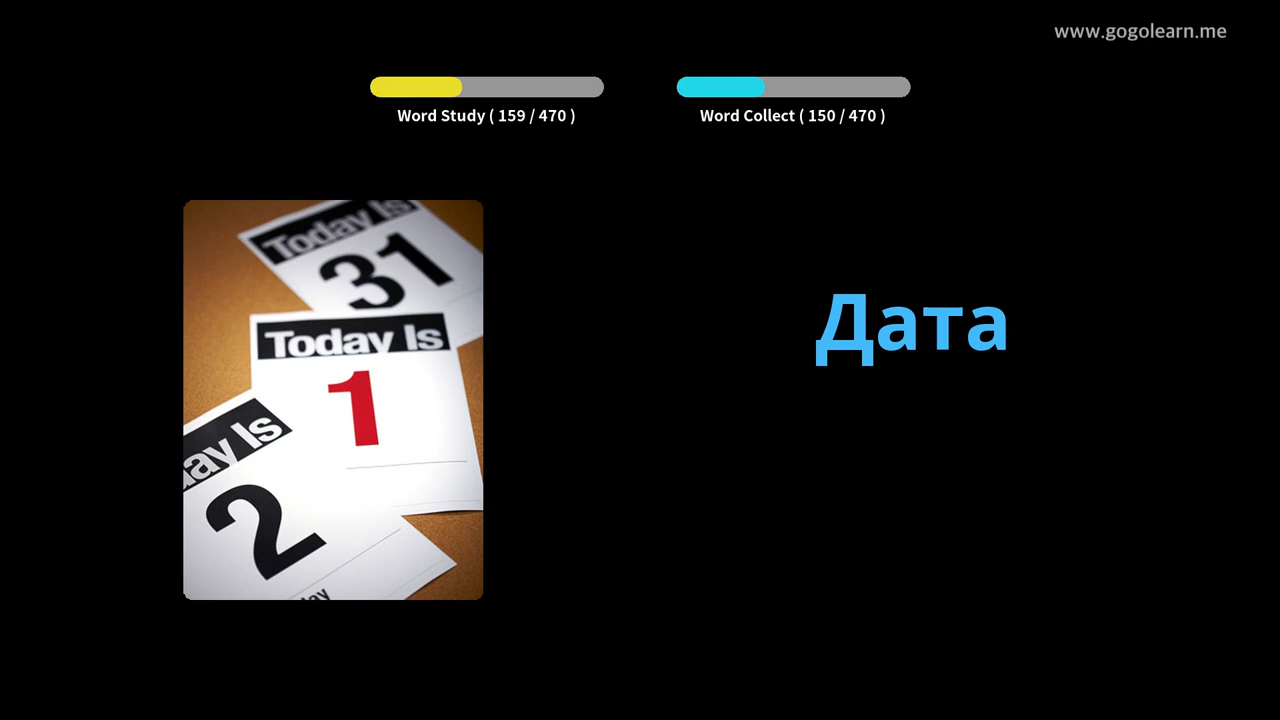 www.gogolearn.me
Word Study ( 159 / 470 )
Word Collect ( 150 / 470 )
Today Is
31
Today Is
1
ay Is
2
Дата